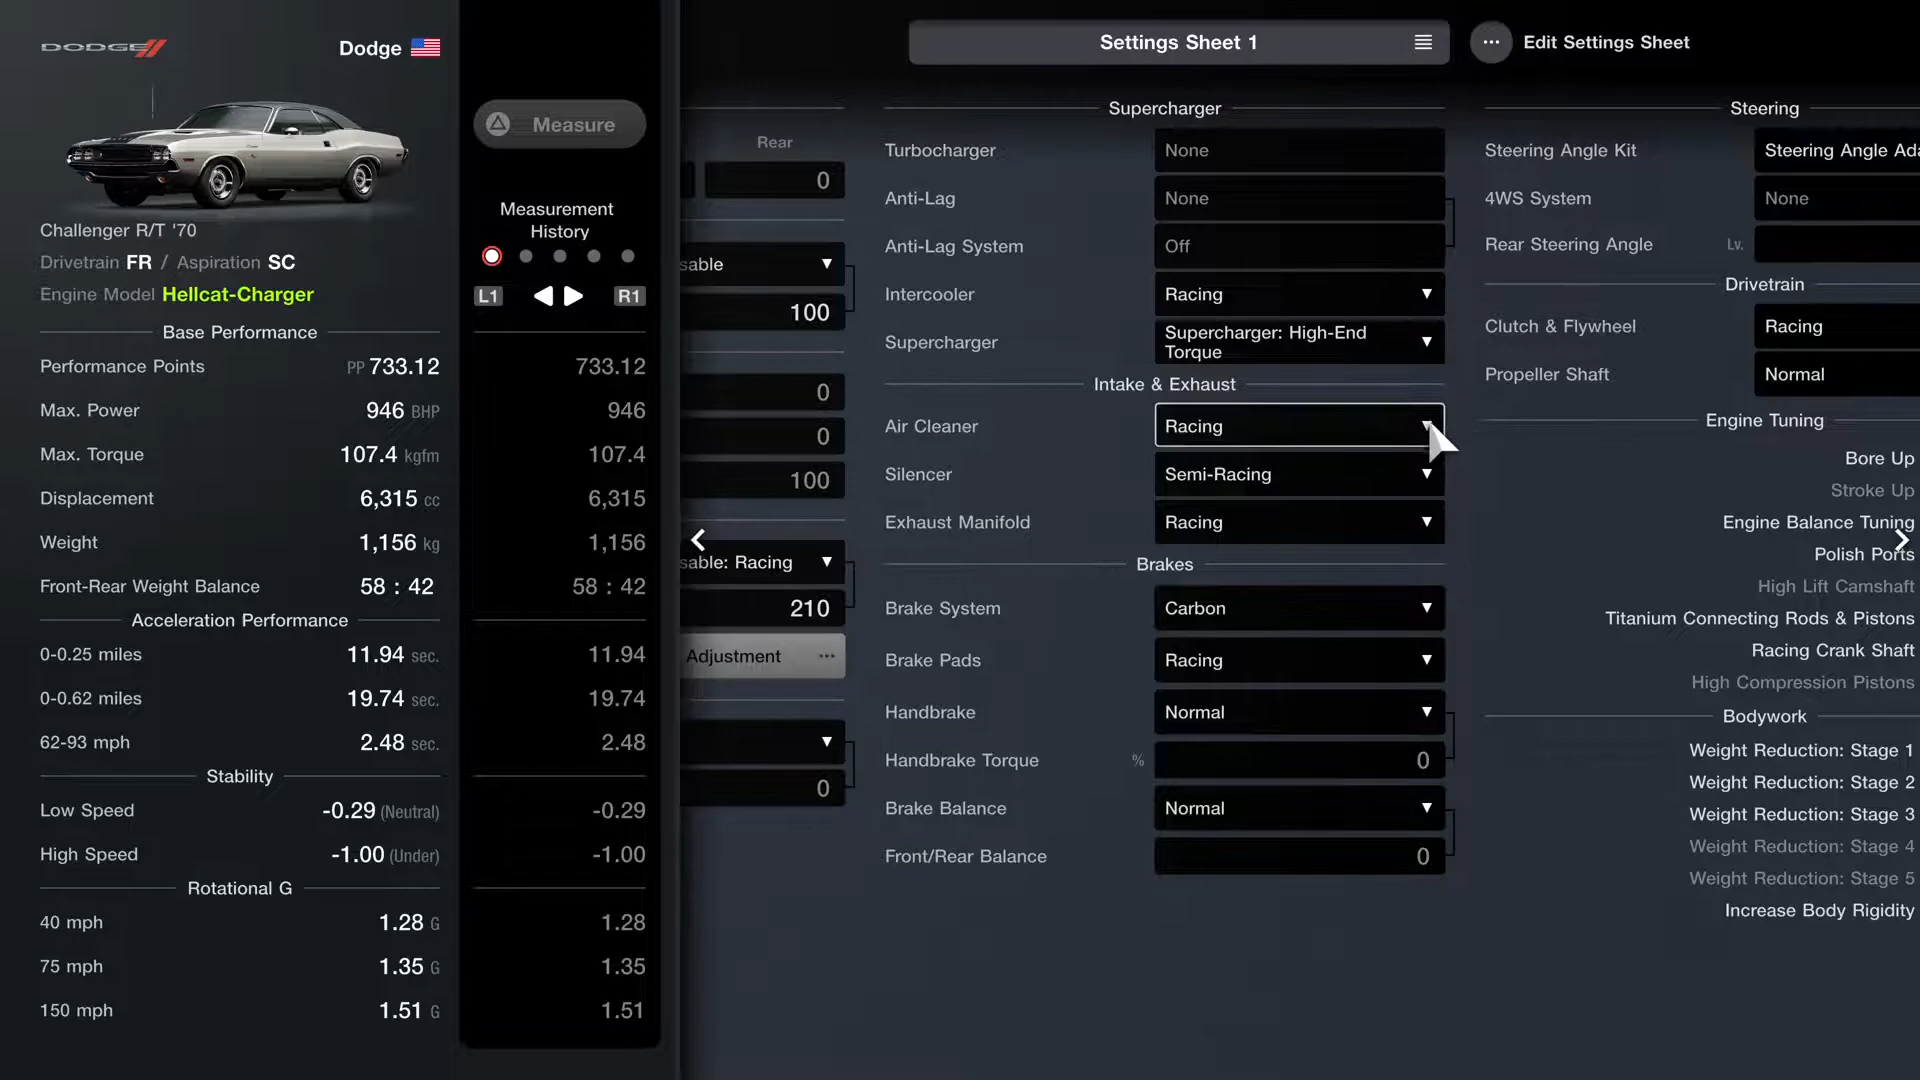 DODGE
Dodge
Challenger R/T '70
Drivetrain FR / Aspiration SC
Engine Model Hellcat-Charger
Base Performance
Performance Points PP 733.12
Max. Power 946 BHP
Max. Torque 107.4 kgfm
Displacement 6,315 cc
Weight 1,156 kg
Front-Rear Weight Balance 58 : 42
Acceleration Performance
0-0.25 miles 11.94 sec.
0-0.62 miles 19.74 sec.
62-93 mph 2.48 sec.
Stability
Low Speed -0.29 (Neutral)
High Speed -1.00 (Under)
Rotational G
40 mph 1.28 G
75 mph 1.35 G
150 mph 1.51 G
Measure
Measurement
History
L1 R1
733.12
946
107.4
6,315
1,156
58 : 42
11.94
19.74
2.48
-0.29
-1.00
1.28
1.35
1.51
Settings Sheet 1
Edit Settings Sheet
Rear
0
sable
100
0
0
100
sable: Racing
210
Adjustment
0
Supercharger
Turbocharger None
Anti-Lag None
Anti-Lag System Off
Intercooler Racing
Supercharger Supercharger: High-End
Torque
Intake & Exhaust
Air Cleaner Racing
Silencer Semi-Racing
Exhaust Manifold Racing
Brakes
Brake System Carbon
Brake Pads Racing
Handbrake Normal
Handbrake Torque % 0
Brake Balance Normal
Front/Rear Balance 0
Steering
Steering Angle Kit Steering Angle Ada
4WS System None
Rear Steering Angle Lv.
Drivetrain
Clutch & Flywheel Racing
Propeller Shaft Normal
Engine Tuning
Bore Up
Stroke Up
Engine Balance Tuning
Polish Ports
High Lift Camshaft
Titanium Connecting Rods & Pistons
Racing Crank Shaft
High Compression Pistons
Bodywork
Weight Reduction: Stage 1
Weight Reduction: Stage 2
Weight Reduction: Stage 3
Weight Reduction: Stage 4
Weight Reduction: Stage 5
Increase Body Rigidity